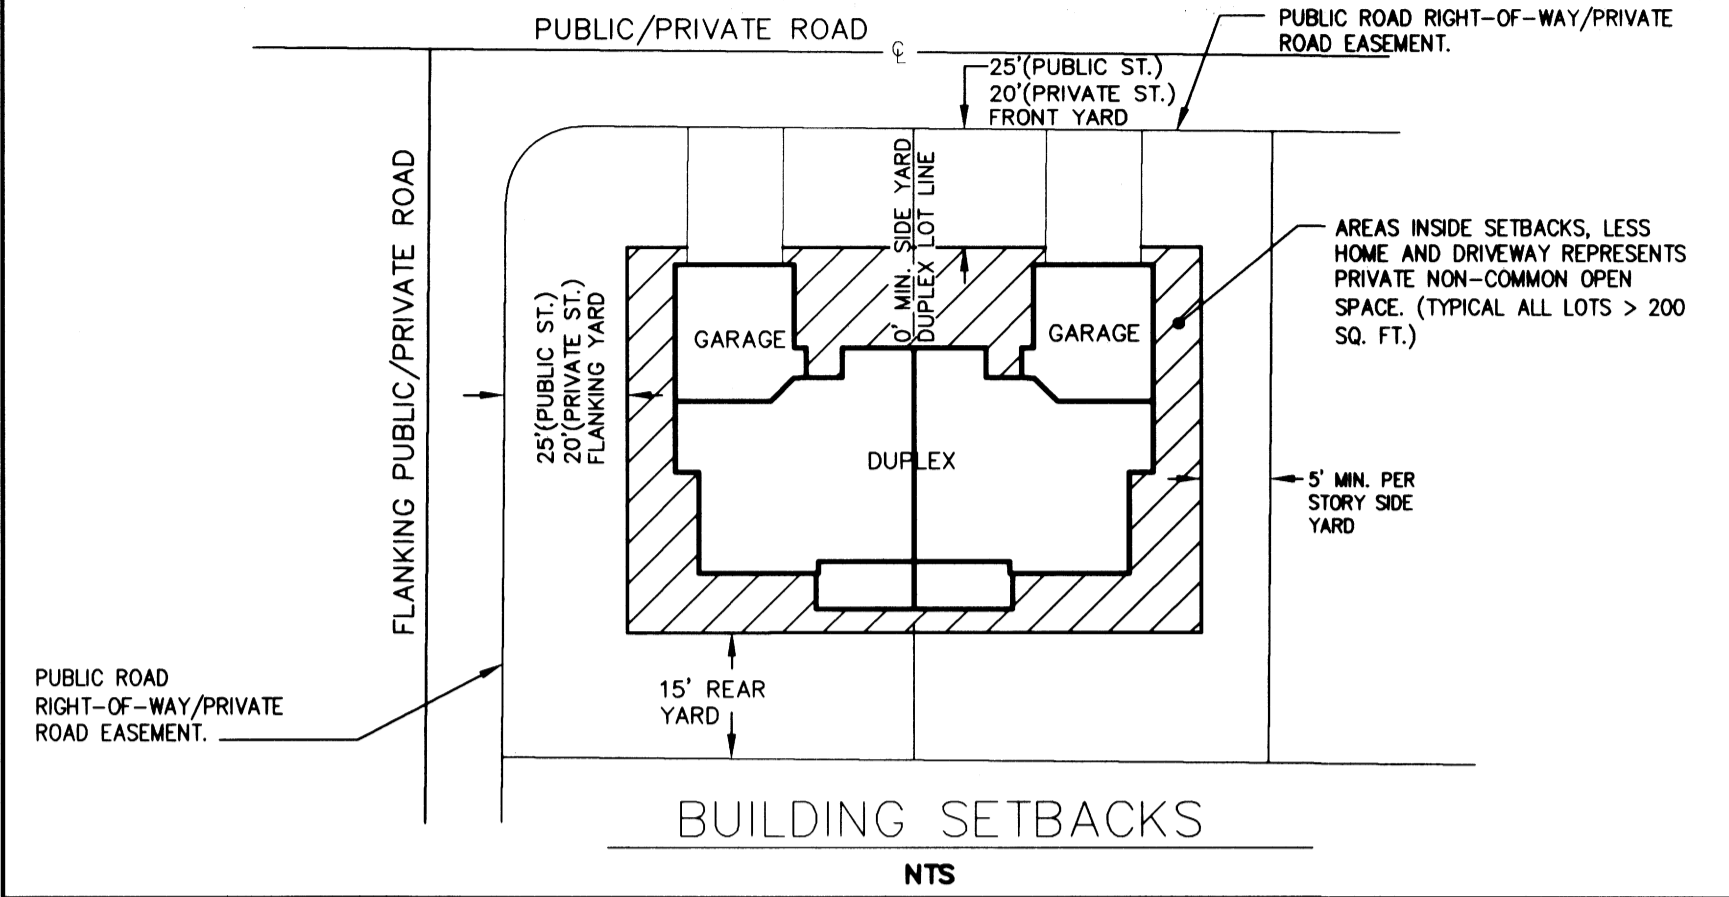 PUBLIC/PRIVATE ROAD
℄
PUBLIC ROAD RIGHT-OF-WAY/PRIVATE
ROAD EASEMENT.
25'(PUBLIC ST.)
20'(PRIVATE ST.)
FRONT YARD
FLANKING PUBLIC/PRIVATE ROAD
0' MIN. SIDE YARD
DUPLEX LOT LINE
AREAS INSIDE SETBACKS, LESS
HOME AND DRIVEWAY REPRESENTS
PRIVATE NON-COMMON OPEN
SPACE. (TYPICAL ALL LOTS > 200
SQ. FT.)
25'(PUBLIC ST.)
20'(PRIVATE ST.)
FLANKING YARD
GARAGE
GARAGE
DUPLEX
5' MIN. PER
STORY SIDE
YARD
PUBLIC ROAD
RIGHT-OF-WAY/PRIVATE
ROAD EASEMENT.
15' REAR
YARD
BUILDING SETBACKS
NTS